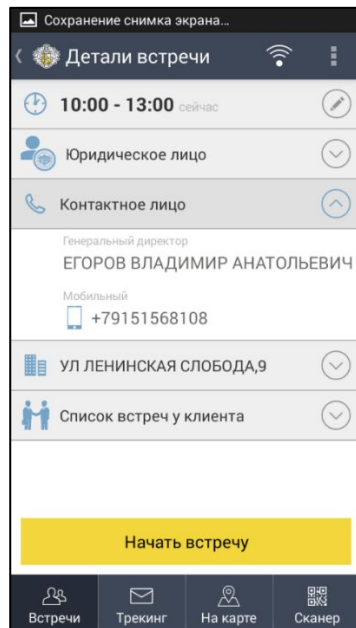 Сохранение снимка экрана...
Детали встречи
10:00 - 13:00 сейчас
Юридическое лицо
Контактное лицо
Генеральный директор
ЕГОРОВ ВЛАДИМИР АНАТОЛЬЕВИЧ
Мобильный
+79151568108
УЛ ЛЕНИНСКАЯ СЛОБОДА,9
Список встреч у клиента
Начать встречу
Встречи Трекинг На карте Сканер